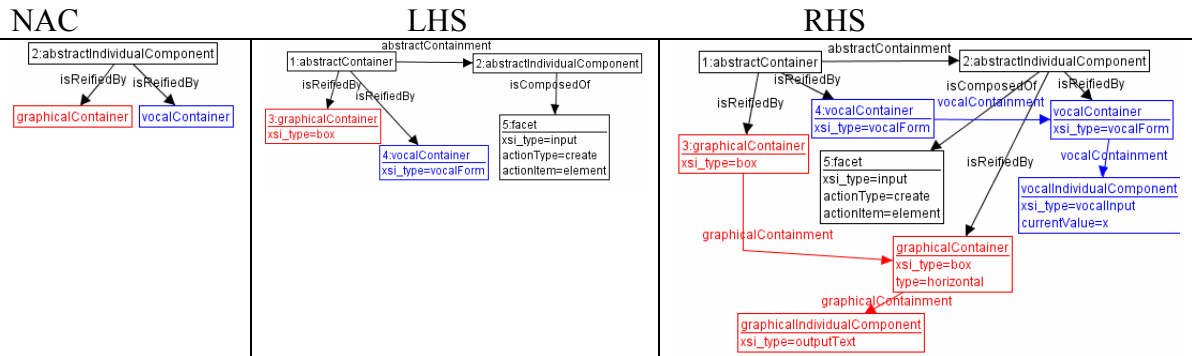 NAC
LHS
RHS
2:abstractIndividualComponent
isReifiedBy
isReifiedBy
graphicalContainer
vocalContainer
abstractContainment
1:abstractContainer
2:abstractIndividualComponent
isReifiedBy
isReifiedBy
isComposedOf
3:graphicalContainer
xsi_type=box
4:vocalContainer
xsi_type=vocalForm
5:facet
xsi_type=input
actionType=create
actionItem=element
abstractContainment
1:abstractContainer
2:abstractIndividualComponent
isReifiedBy
isReifiedBy
isComposedOf
isReifiedBy
4:vocalContainer
xsi_type=vocalForm
vocalContainment
vocalContainer
xsi_type=vocalForm
3:graphicalContainer
xsi_type=box
5:facet
xsi_type=input
actionType=create
actionItem=element
isReifiedBy
vocalContainment
vocalIndividualComponent
xsi_type=vocalInput
currentValue=x
graphicalContainment
graphicalContainer
xsi_type=box
type=horizontal
graphicalContainment
graphicalIndividualComponent
xsi_type=outputText